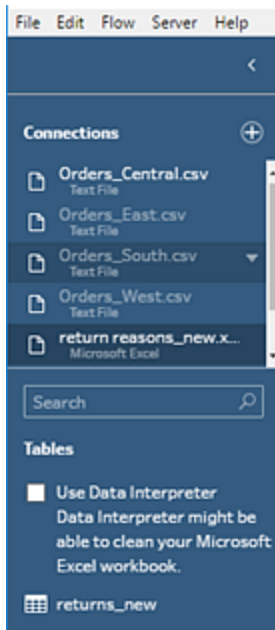 File Edit Flow Server Help
Connections
Orders_Central.csv
Text File
Orders_East.csv
Text File
Orders_South.csv
Text File
Orders_West.csv
Text File
return reasons_new.x...
Microsoft Excel
Search
Tables
Use Data Interpreter
Data Interpreter might be
able to clean your Microsoft
Excel workbook.
returns_new